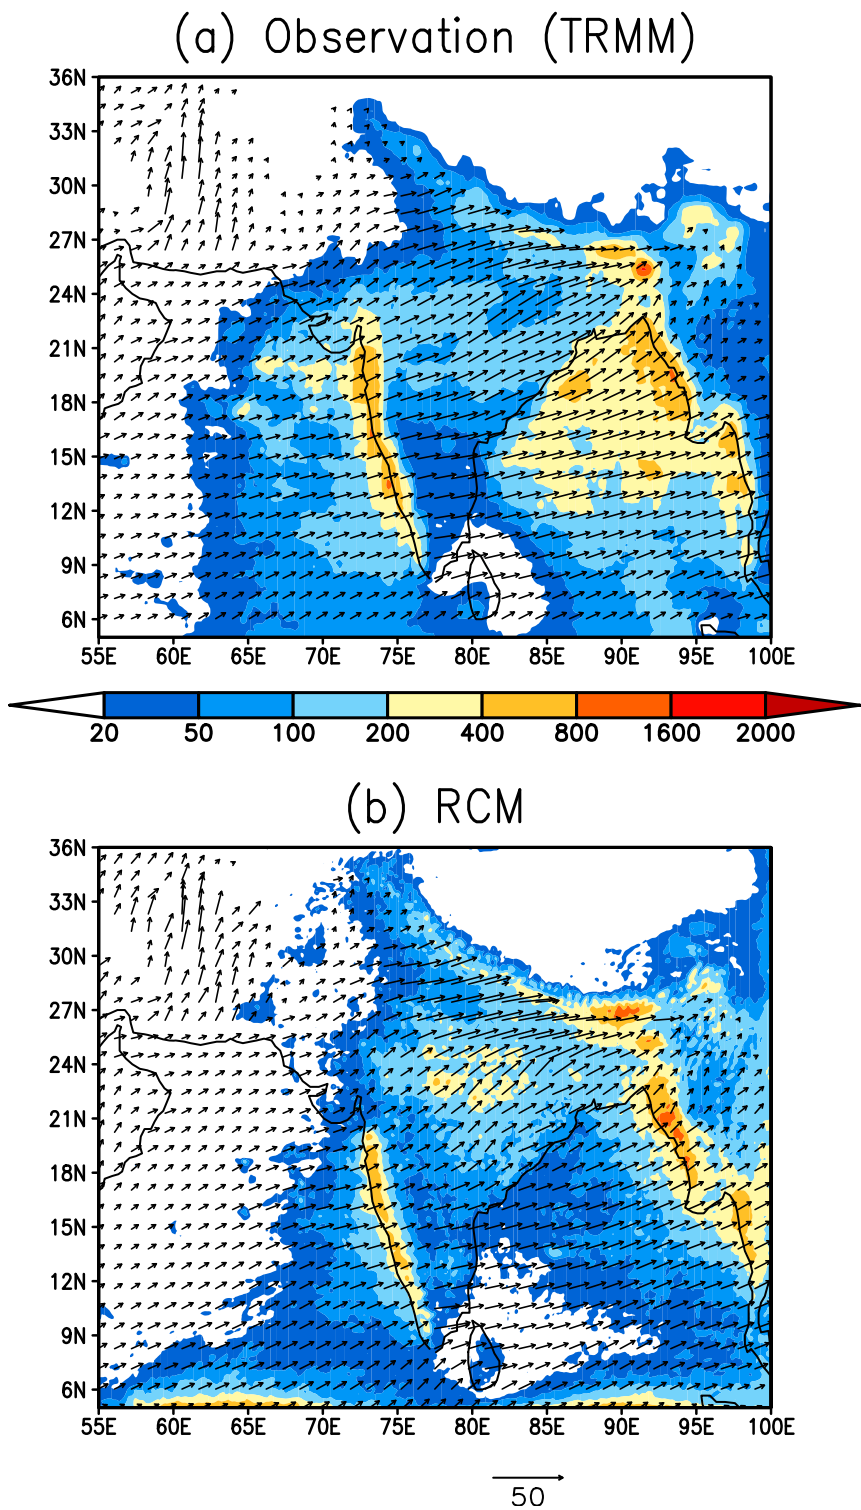 (a) Observation (TRMM)
36N
33N
30N
27N
24N
21N
18N
15N
12N
9N
6N
55E 60E 65E 70E 75E 80E 85E 90E 95E 100E
20 50 100 200 400 800 1600 2000
(b) RCM
36N
33N
30N
27N
24N
21N
18N
15N
12N
9N
6N
55E 60E 65E 70E 75E 80E 85E 90E 95E 100E
50